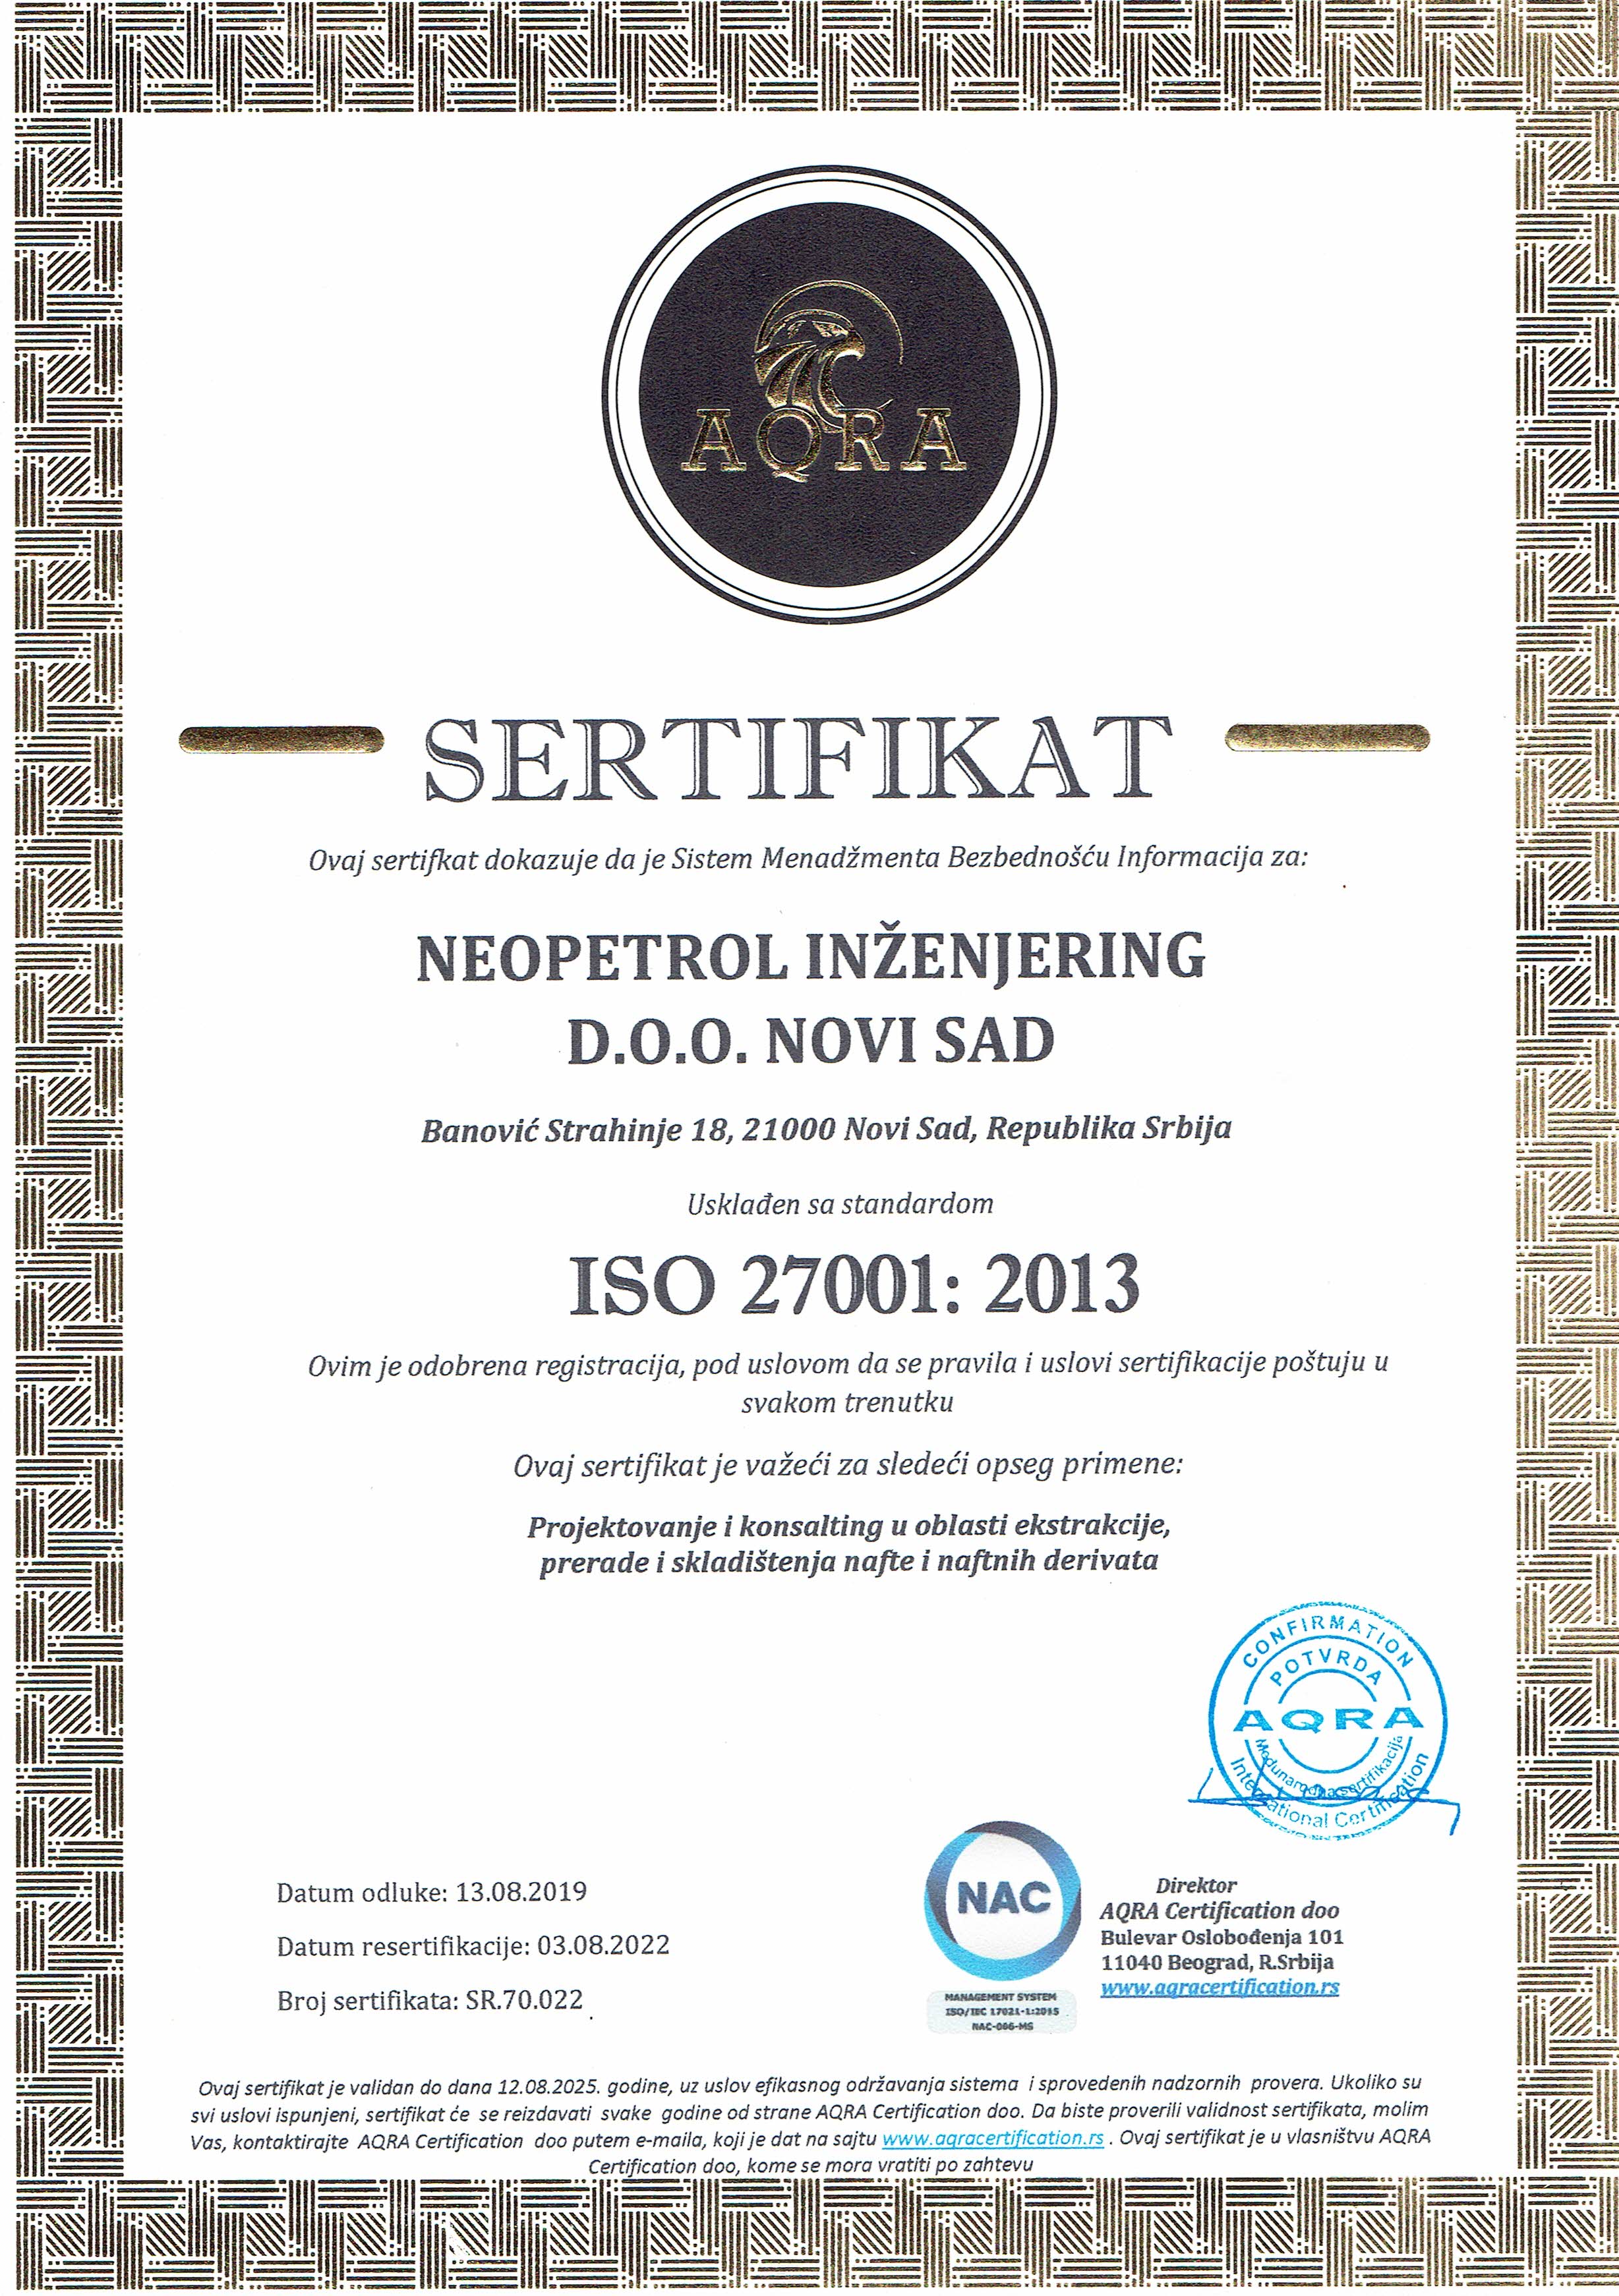 AQRA
SERTIFIKAT
Ovaj sertifkat dokazuje da je Sistem Menadžmenta Bezbednošću Informacija za:
NEOPETROL INŽENJERING
D.O.O. NOVI SAD
Banović Strahinje 18, 21000 Novi Sad, Republika Srbija
Usklađen sa standardom
ISO 27001: 2013
Ovim je odobrena registracija, pod uslovom da se pravila i uslovi sertifikacije poštuju u
svakom trenutku
Ovaj sertifikat je važeći za sledeći opseg primene:
Projektovanje i konsalting u oblasti ekstrakcije,
prerade i skladištenja nafte i naftnih derivata
CONFIRMATION
POTVRDA
AQRA
Međunarodna sertifikacija
International Certification
Datum odluke: 13.08.2019
Datum resertifikacije: 03.08.2022
Broj sertifikata: SR.70.022
NAC
MANAGEMENT SYSTEM
ISO/IEC 17021-1:2015
NAC-006-MS
Direktor
AQRA Certification doo
Bulevar Oslobođenja 101
11040 Beograd, R.Srbija
www.aqracertification.rs
Ovaj sertifikat je validan do dana 12.08.2025. godine, uz uslov efikasnog održavanja sistema i sprovedenih nadzornih provera. Ukoliko su
svi uslovi ispunjeni, sertifikat će se reizdavati svake godine od strane AQRA Certification doo. Da biste proverili validnost sertifikata, molim
Vas, kontaktirajte AQRA Certification doo putem e-maila, koji je dat na sajtu www.aqracertification.rs . Ovaj sertifikat je u vlasništvu AQRA
Certification doo, kome se mora vratiti po zahtevu